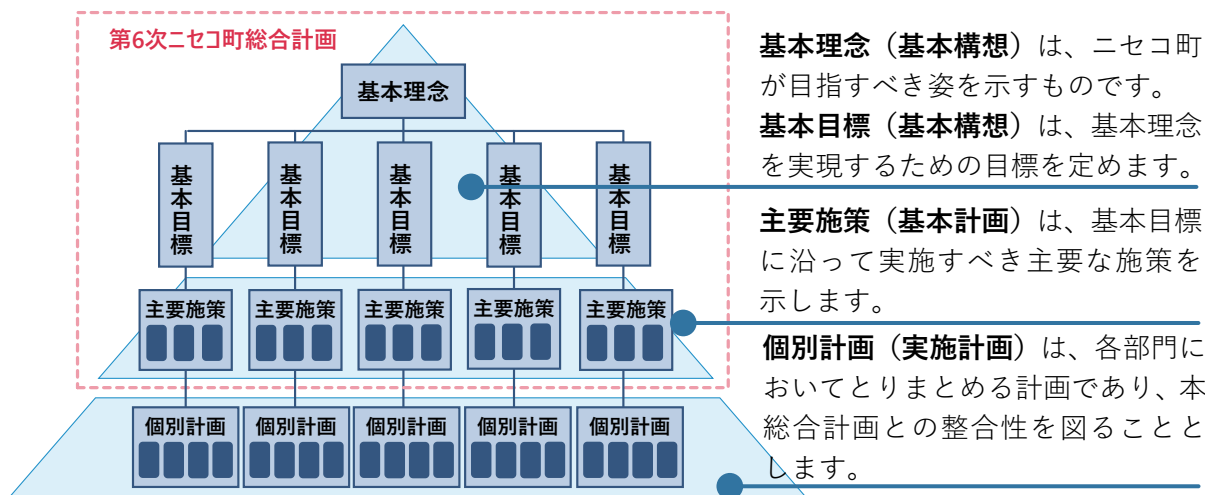 第6次ニセコ町総合計画
基本理念
基本目標
基本目標
基本目標
基本目標
基本目標
主要施策
主要施策
主要施策
主要施策
主要施策
個別計画
個別計画
個別計画
個別計画
個別計画
基本理念（基本構想）は、ニセコ町
が目指すべき姿を示すものです。
基本目標（基本構想）は、基本理念
を実現するための目標を定めます。
主要施策（基本計画）は、基本目標
に沿って実施すべき主要な施策を
示します。
個別計画（実施計画）は、各部門に
おいてとりまとめる計画であり、本
総合計画との整合性を図ることと
します。